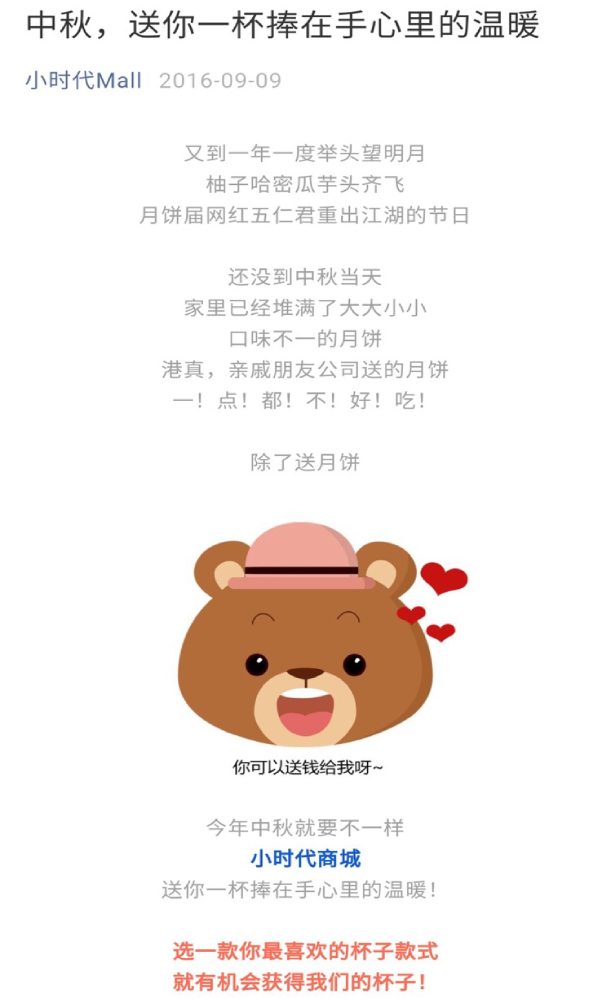 中秋，送你一杯捧在手心里的温暖
小时代Mall 2016-09-09
又到一年一度举头望明月
柚子哈密瓜芋头齐飞
月饼届网红五仁君重出江湖的节日
还没到中秋当天
家里已经堆满了大大小小
口味不一的月饼
港真，亲戚朋友公司送的月饼
一！点！都！不！好！吃！
除了送月饼
你可以送钱给我呀~
今年中秋就要不一样
小时代商城
送你一杯捧在手心里的温暖！
选一款你最喜欢的杯子款式
就有机会获得我们的杯子！